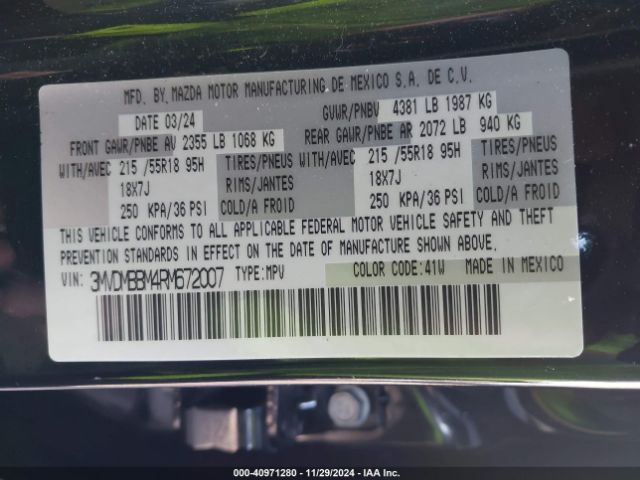 MFD. BY MAZDA MOTOR MANUFACTURING DE MEXICO S.A. DE C.V.
DATE 03/24 GVWR/PNBV 4381 LB 1987 KG
FRONT GAWR/PNBE AV 2355 LB 1068 KG REAR GAWR/PNBE AR 2072 LB 940 KG
WITH/AVEC 215 /55R18 95H TIRES/PNEUS WITH/AVEC 215 /55R18 95H TIRES/PNEUS
18X7J RIMS/JANTES 18X7J RIMS/JANTES
250 KPA/36 PSI COLD/A FROID 250 KPA/36 PSI COLD/A FROID
THIS VEHICLE CONFORMS TO ALL APPLICABLE FEDERAL MOTOR VEHICLE SAFETY AND THEFT
PREVENTION STANDARDS IN EFFECT ON THE DATE OF MANUFACTURE SHOWN ABOVE.
VIN: 3MVDMBBM4RM672007 TYPE:MPV COLOR CODE:41W MADE IN MEXICO
000-40971280 - 11/29/2024 - IAAI.COM